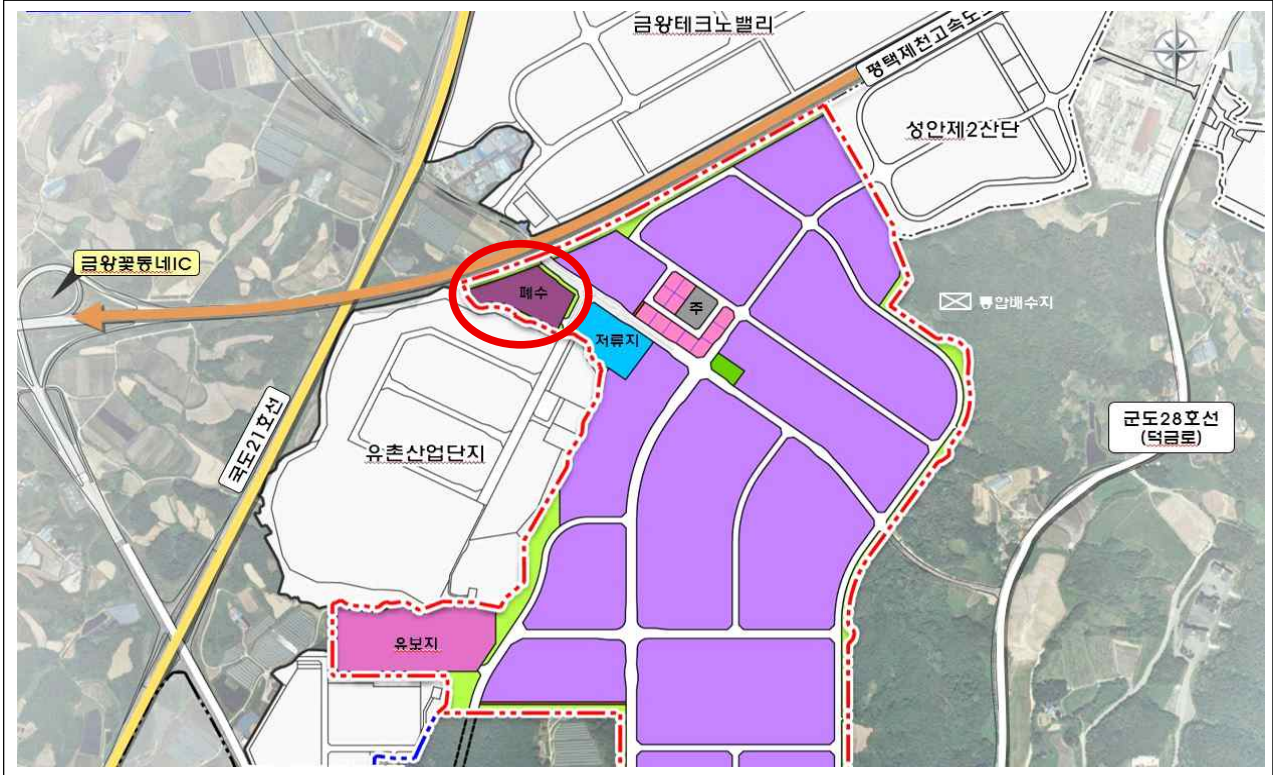 금왕테크노밸리
평택제천고속도로
성안제2산단
금왕꽃동네IC
폐수
주
통합배수지
저류지
국도21호선
유촌산업단지
군도28호선
(덕금로)
유보지